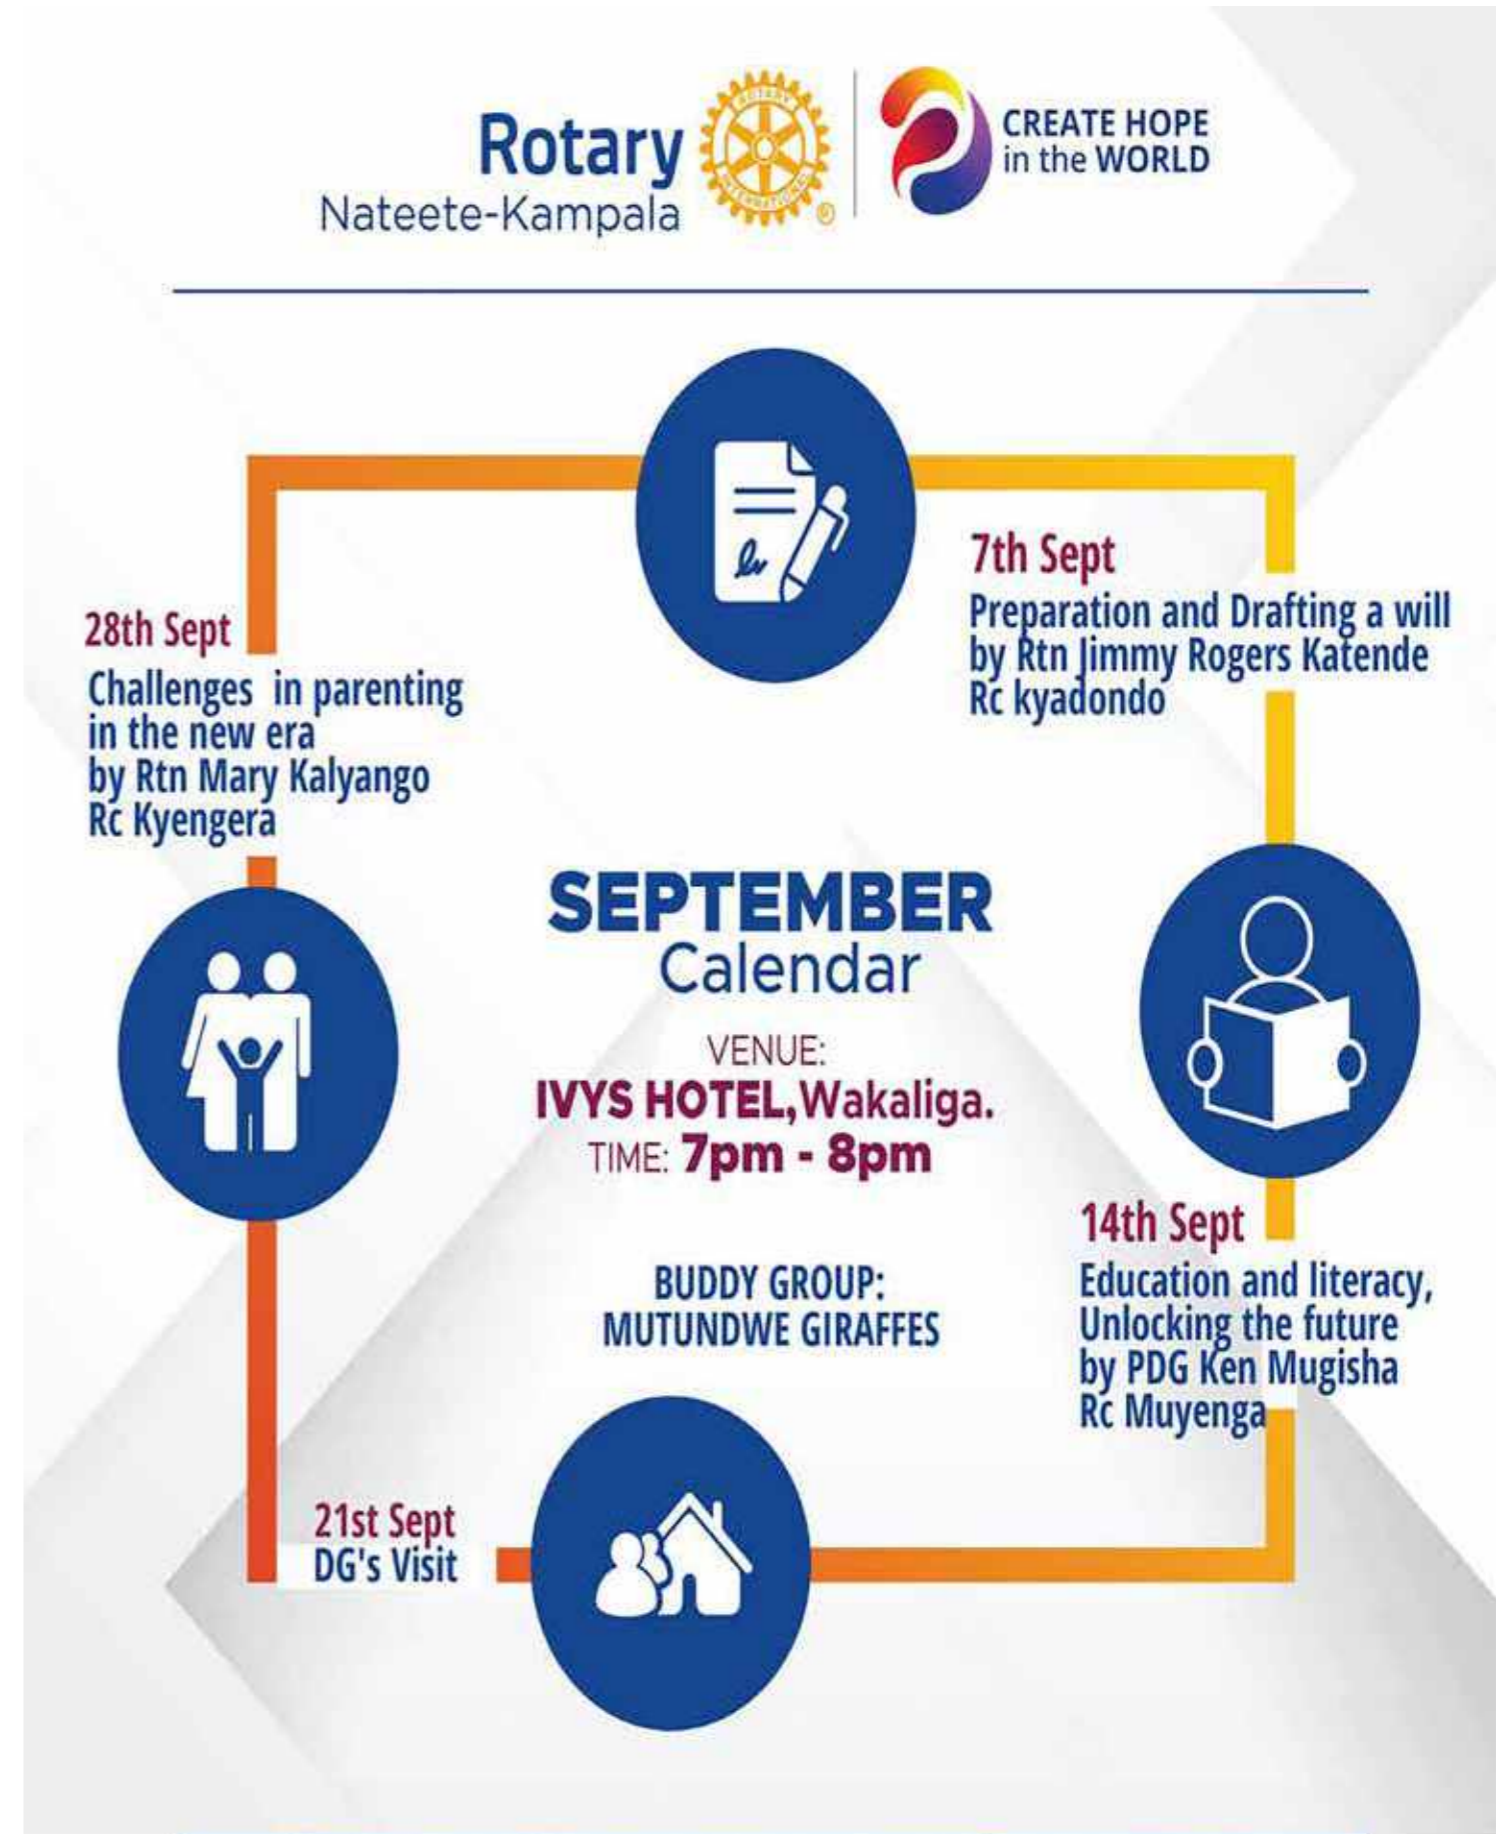 Rotary
Nateete-Kampala
ROTARY
INTERNATIONAL
®
CREATE HOPE
in the WORLD
7th Sept
Preparation and Drafting a will
by Rtn Jimmy Rogers Katende
Rc kyadondo
28th Sept
Challenges in parenting
in the new era
by Rtn Mary Kalyango
Rc Kyengera
SEPTEMBER
Calendar
VENUE:
IVYS HOTEL,Wakaliga.
TIME: 7pm - 8pm
BUDDY GROUP:
MUTUNDWE GIRAFFES
14th Sept
Education and literacy,
Unlocking the future
by PDG Ken Mugisha
Rc Muyenga
21st Sept
DG's Visit